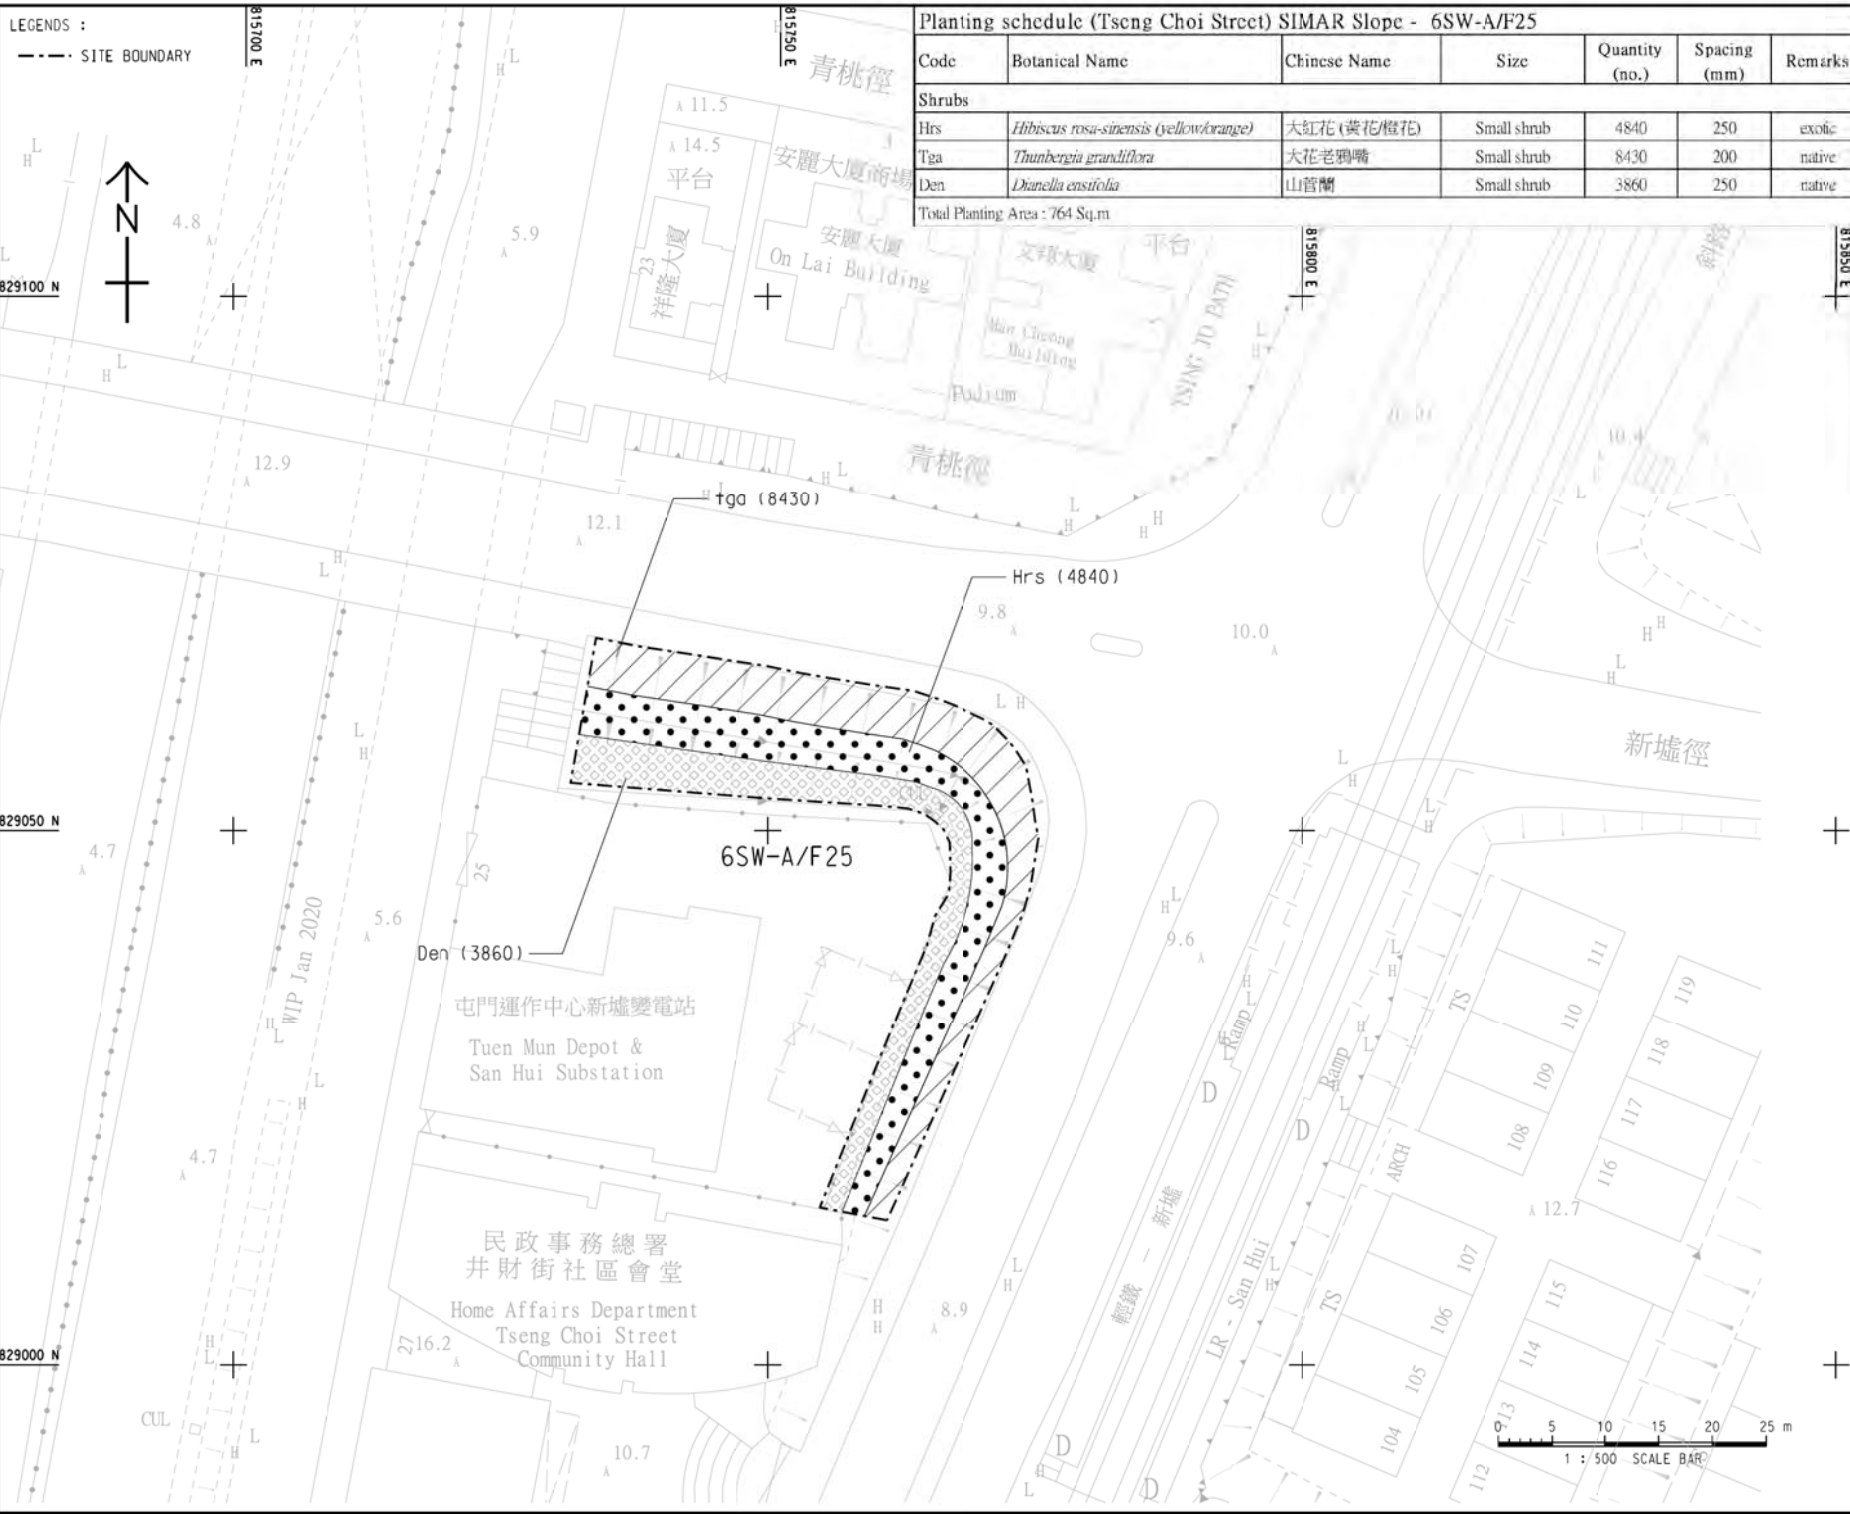 LEGENDS :
SITE BOUNDARY
815700 E
815750 E
Planting schedule (Tseng Choi Street) SIMAR Slope - 6SW-A/F25
Code Botanical Name Chinese Name Size Quantity (no.) Spacing (mm) Remarks
Shrubs
Hrs Hibiscus rosa-sinensis (yellow/orange) 大紅花 (黃花/橙花) Small shrub 4840 250 exotic
Tga Thunbergia grandiflora 大花老鴉嘴 Small shrub 8430 200 native
Den Dianella ensifolia 山菅蘭 Small shrub 3860 250 native
Total Planting Area : 764 Sq.m
815800 E
815850 E
N
829100 N
青桃徑
11.5
14.5
平台
安麗大廈商場
4.8
5.9
23
祥隆大廈
安麗大廈
On Lai Building
平台
Man Cheong
Building
Podium
TSING TO PATH
青桃徑
10.4
12.9
12.1
tga (8430)
Hrs (4840)
9.8
10.0
新墟徑
829050 N
6SW-A/F25
4.7
25
5.6
WIP Jan 2020
Den (3860)
9.6
屯門運作中心新墟變電站
Tuen Mun Depot &
San Hui Substation
Ramp
Ramp
TS
111
110
109
108
119
118
117
116
ARCH
D
D
4.7
12.7
民政事務總署
井財街社區會堂
Home Affairs Department
Tseng Choi Street
Community Hall
27
16.2
8.9
輕鐵 - 新墟
LR - San Hui
TS
107
106
105
104
115
114
113
112
829000 N
CUL
10.7
D
D
0 5 10 15 20 25 m
1 : 500 SCALE BAR